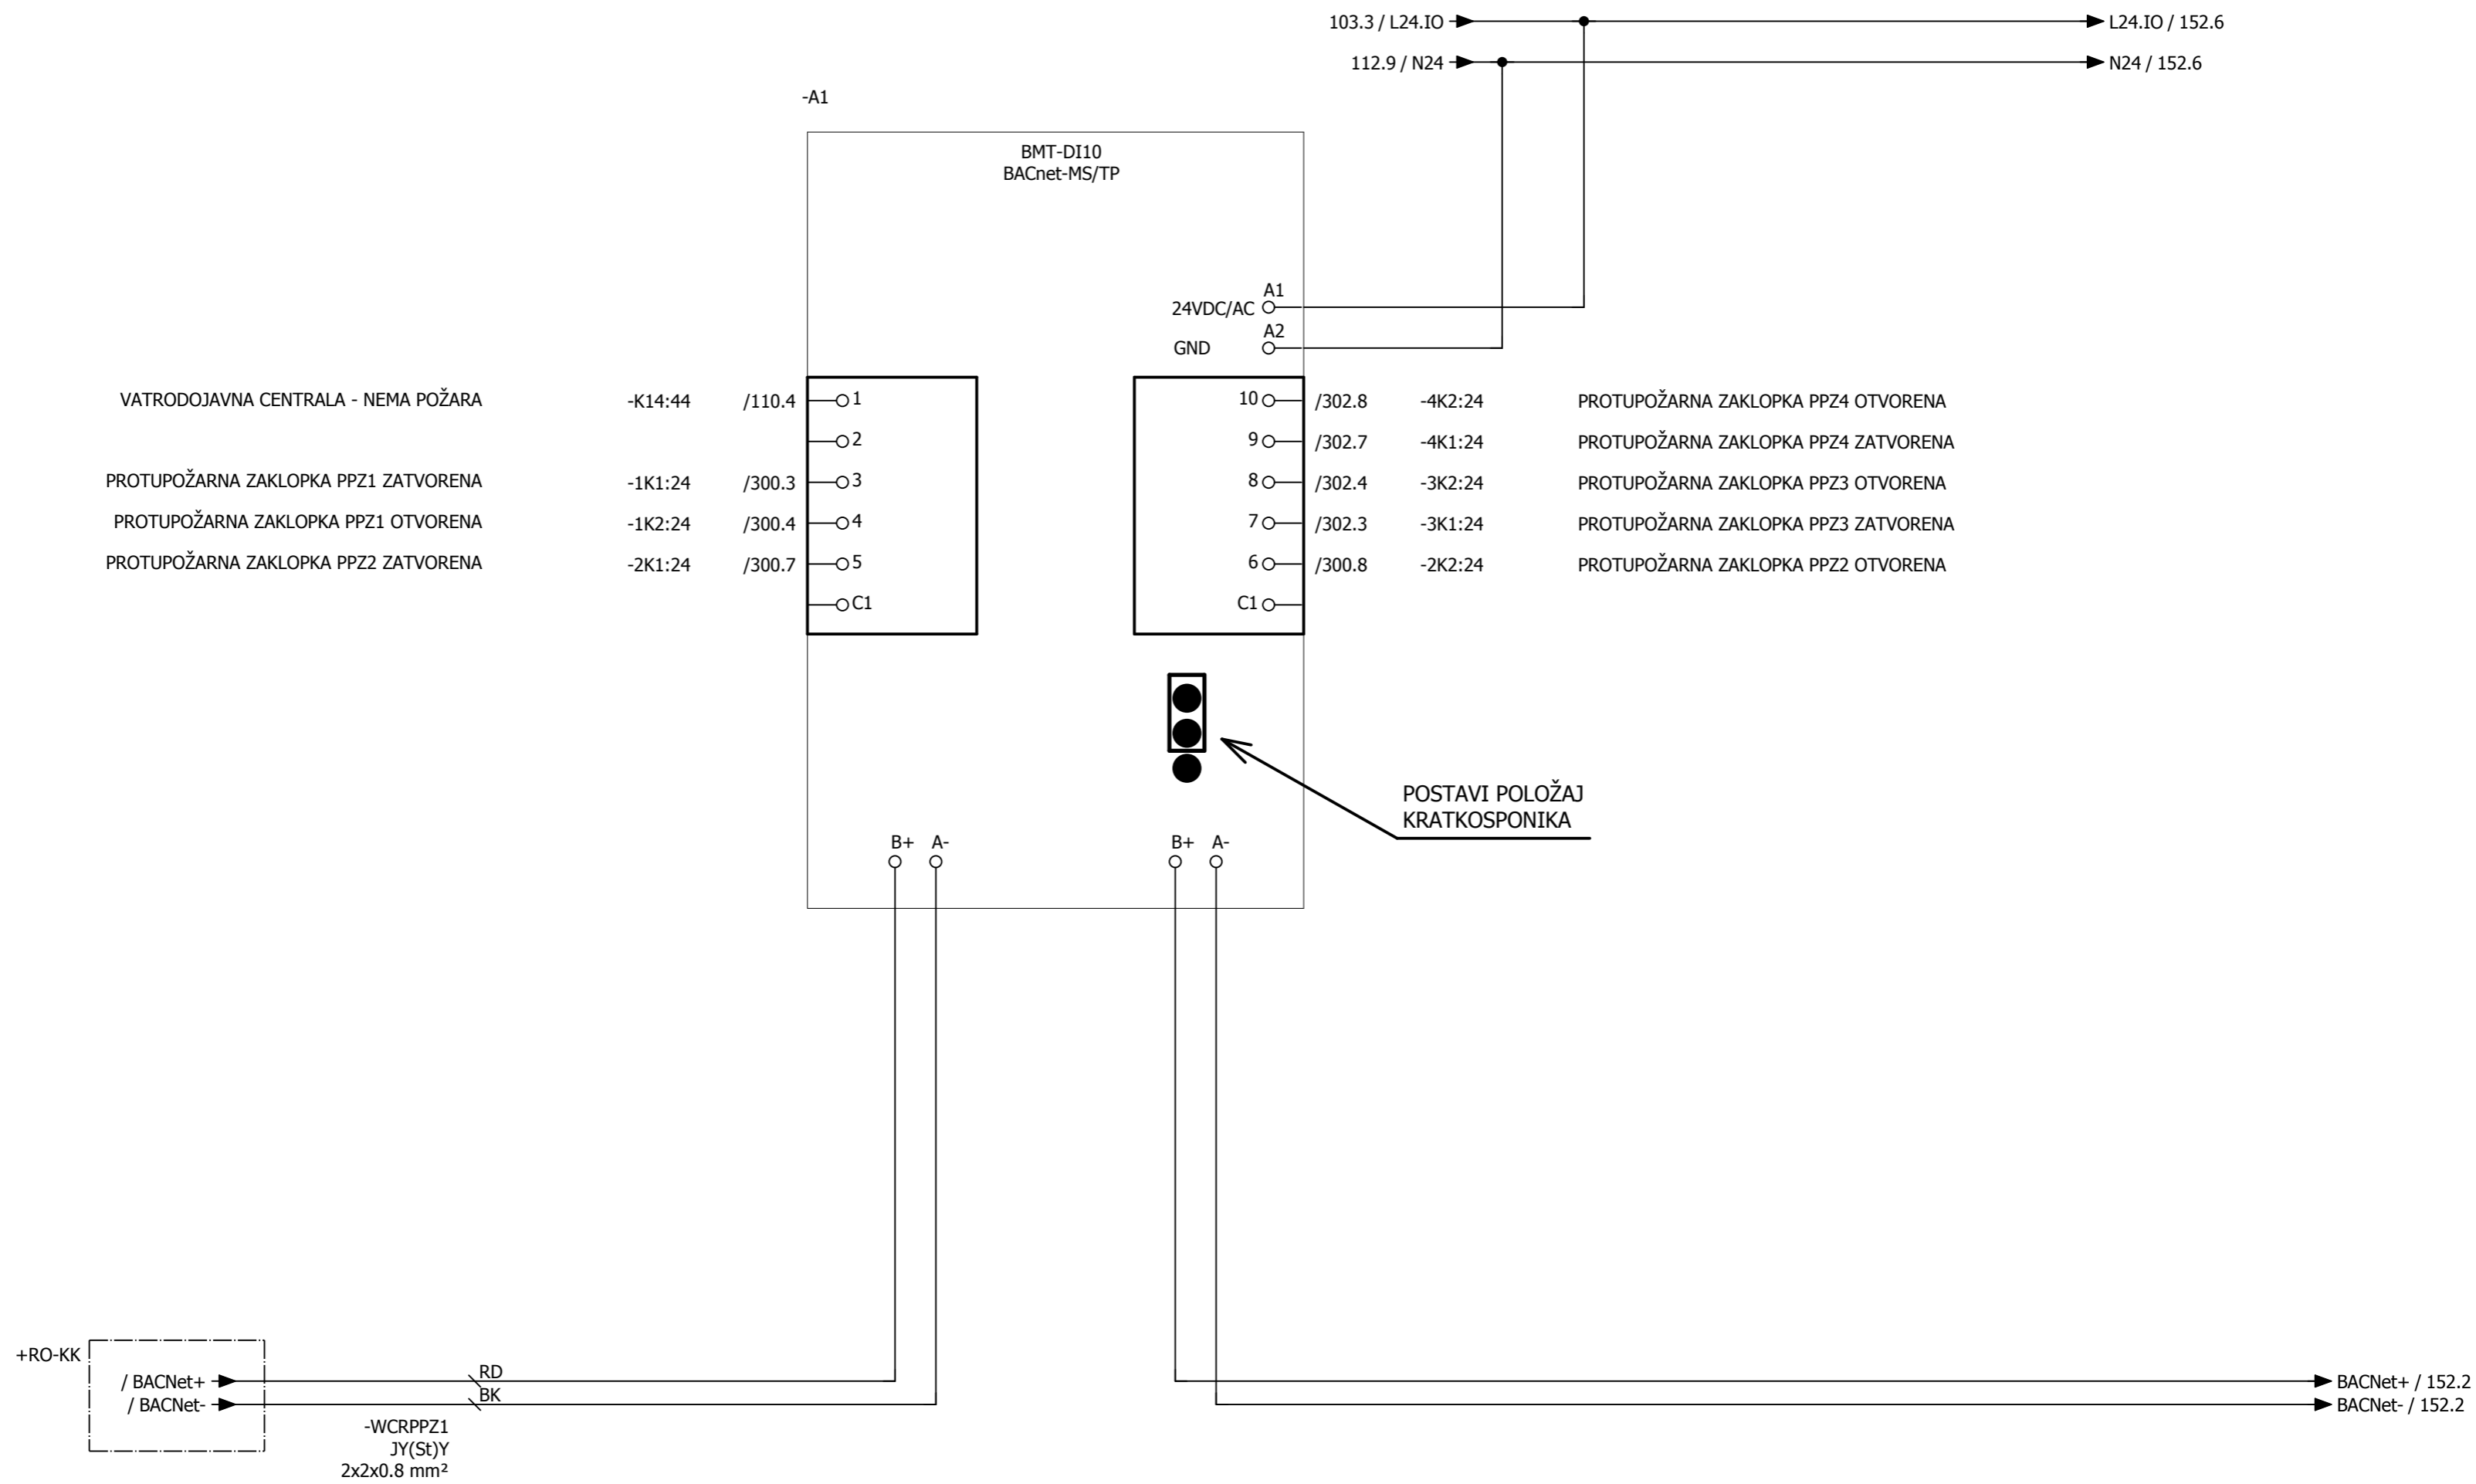 103.3 / L24.IO
L24.IO / 152.6
112.9 / N24
N24 / 152.6
-A1
BMT-DI10
BACnet-MS/TP
A1
24VDC/AC
A2
GND
VATRODOJAVNA CENTRALA - NEMA POŽARA -K14:44 /110.4 1
2
PROTUPOŽARNA ZAKLOPKA PPZ1 ZATVORENA -1K1:24 /300.3 3
PROTUPOŽARNA ZAKLOPKA PPZ1 OTVORENA -1K2:24 /300.4 4
PROTUPOŽARNA ZAKLOPKA PPZ2 ZATVORENA -2K1:24 /300.7 5
C1
10 /302.8 -4K2:24 PROTUPOŽARNA ZAKLOPKA PPZ4 OTVORENA
9 /302.7 -4K1:24 PROTUPOŽARNA ZAKLOPKA PPZ4 ZATVORENA
8 /302.4 -3K2:24 PROTUPOŽARNA ZAKLOPKA PPZ3 OTVORENA
7 /302.3 -3K1:24 PROTUPOŽARNA ZAKLOPKA PPZ3 ZATVORENA
6 /300.8 -2K2:24 PROTUPOŽARNA ZAKLOPKA PPZ2 OTVORENA
C1
POSTAVI POLOŽAJ
KRATKOSPONIKA
B+ A-
B+ A-
+RO-KK
/ BACNet+
RD
/ BACNet-
BK
-WCRPPZ1
JY(St)Y
2x2x0.8 mm²
BACNet+ / 152.2
BACNet- / 152.2